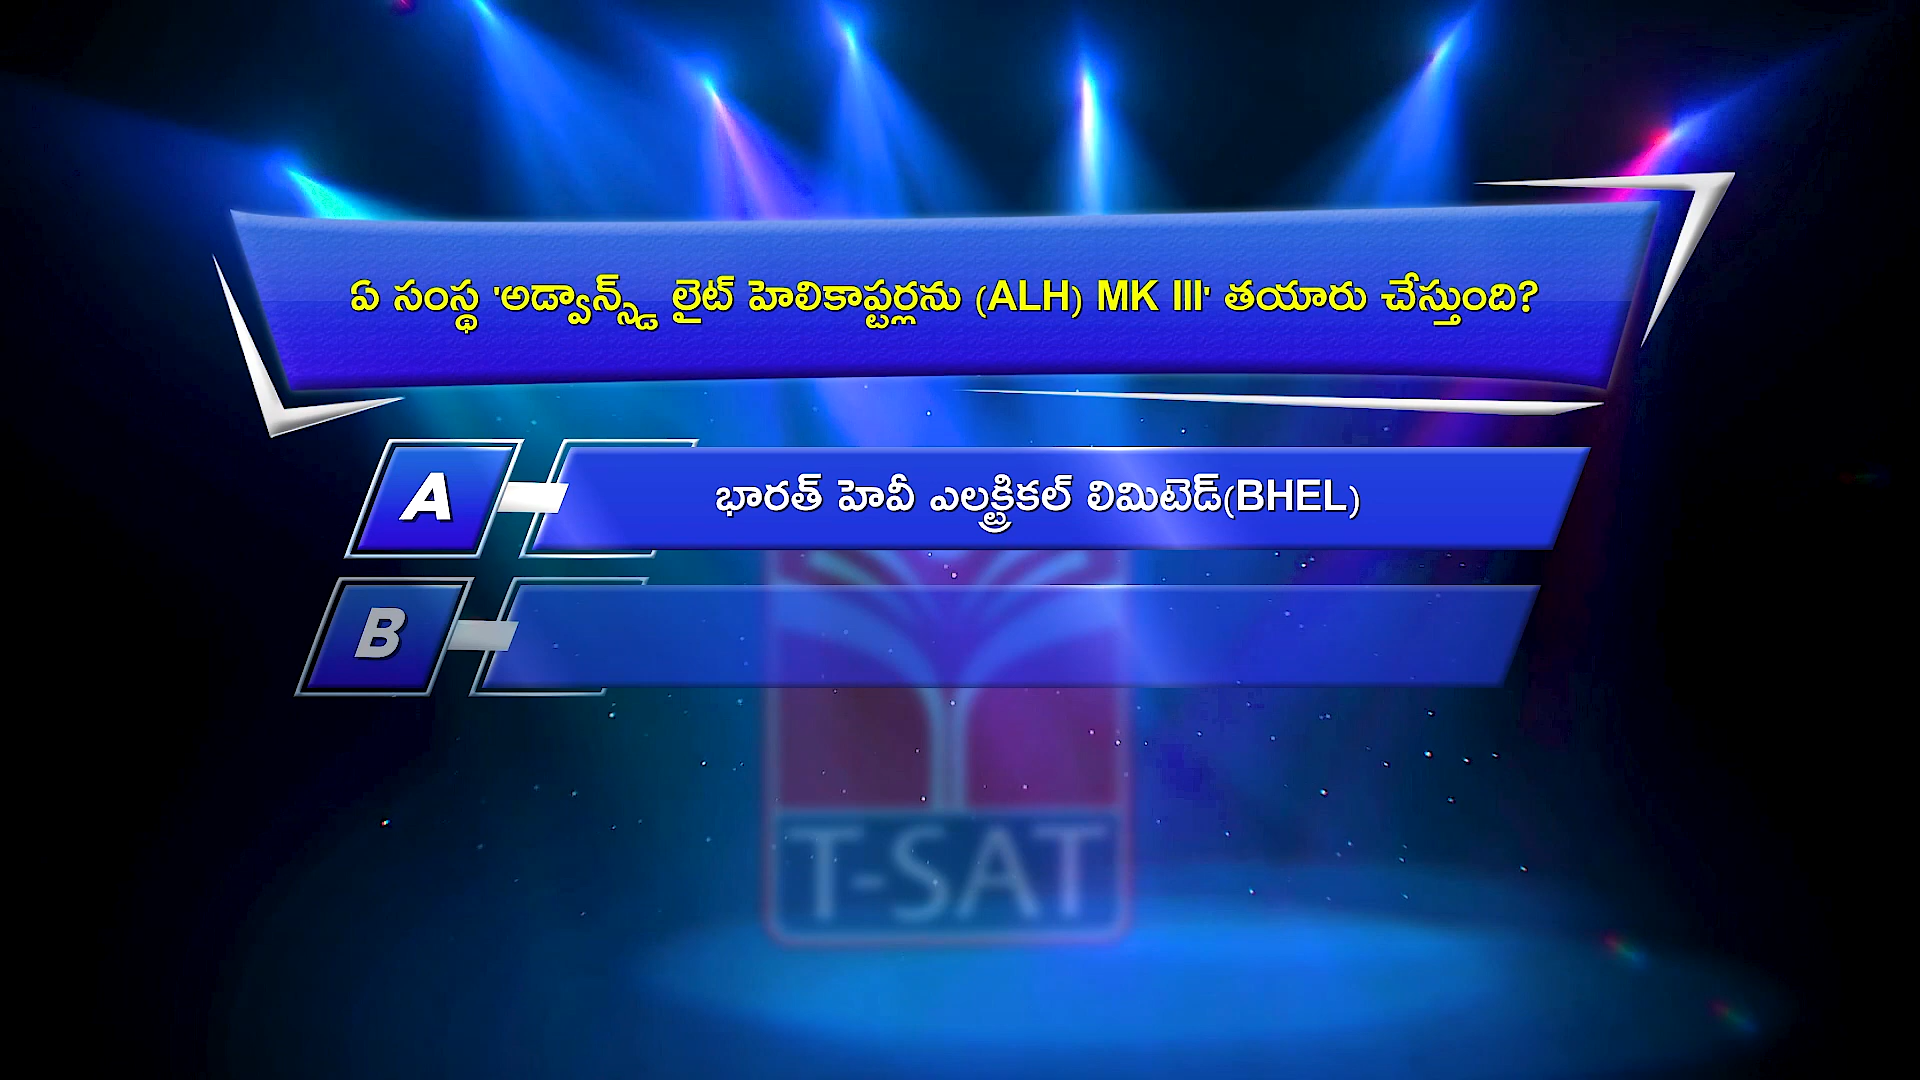 ఏ సంస్థ 'అడ్వాన్స్డ్ లైట్ హెలికాప్టర్లను (ALH) MK III' తయారు చేస్తుంది?
A భారత్ హెవీ ఎలక్ట్రికల్ లిమిటెడ్(BHEL)
B
T-SAT